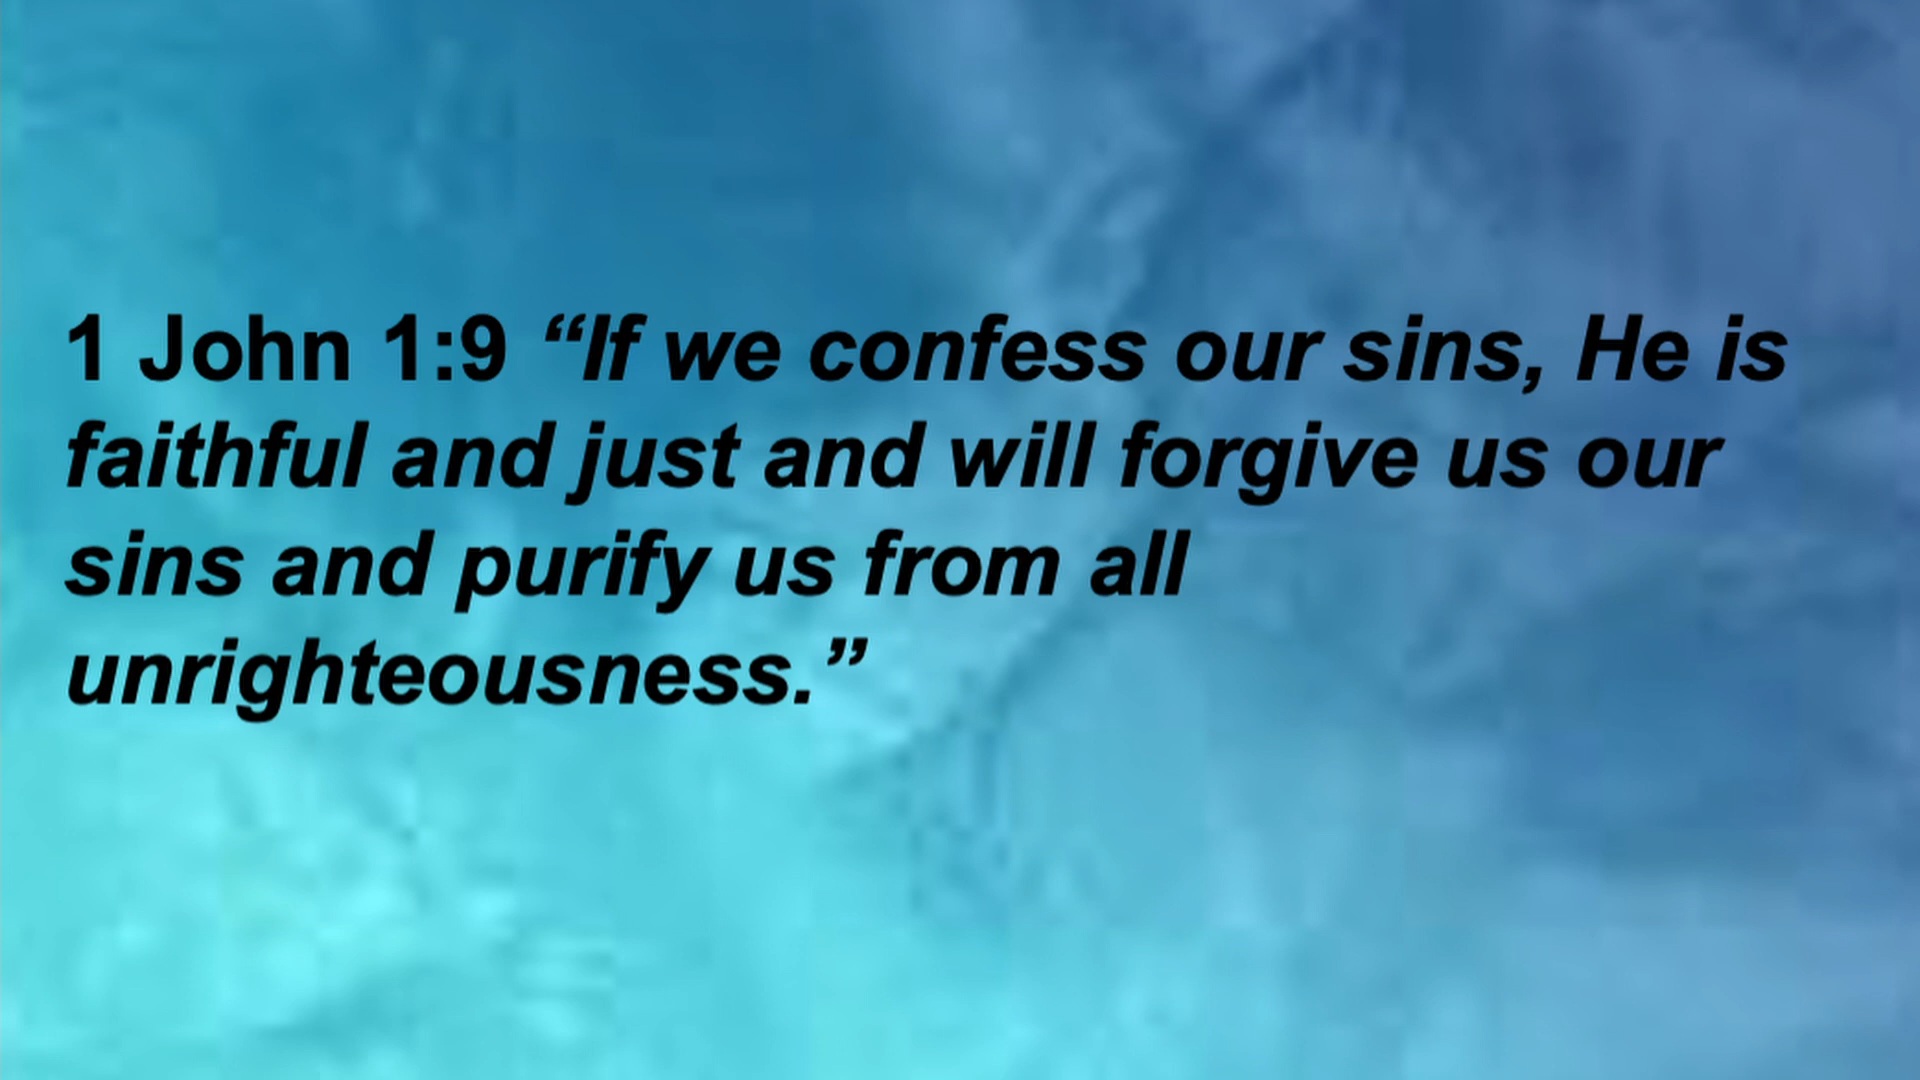 1 John 1:9 “If we confess our sins, He is
faithful and just and will forgive us our
sins and purify us from all
unrighteousness.”